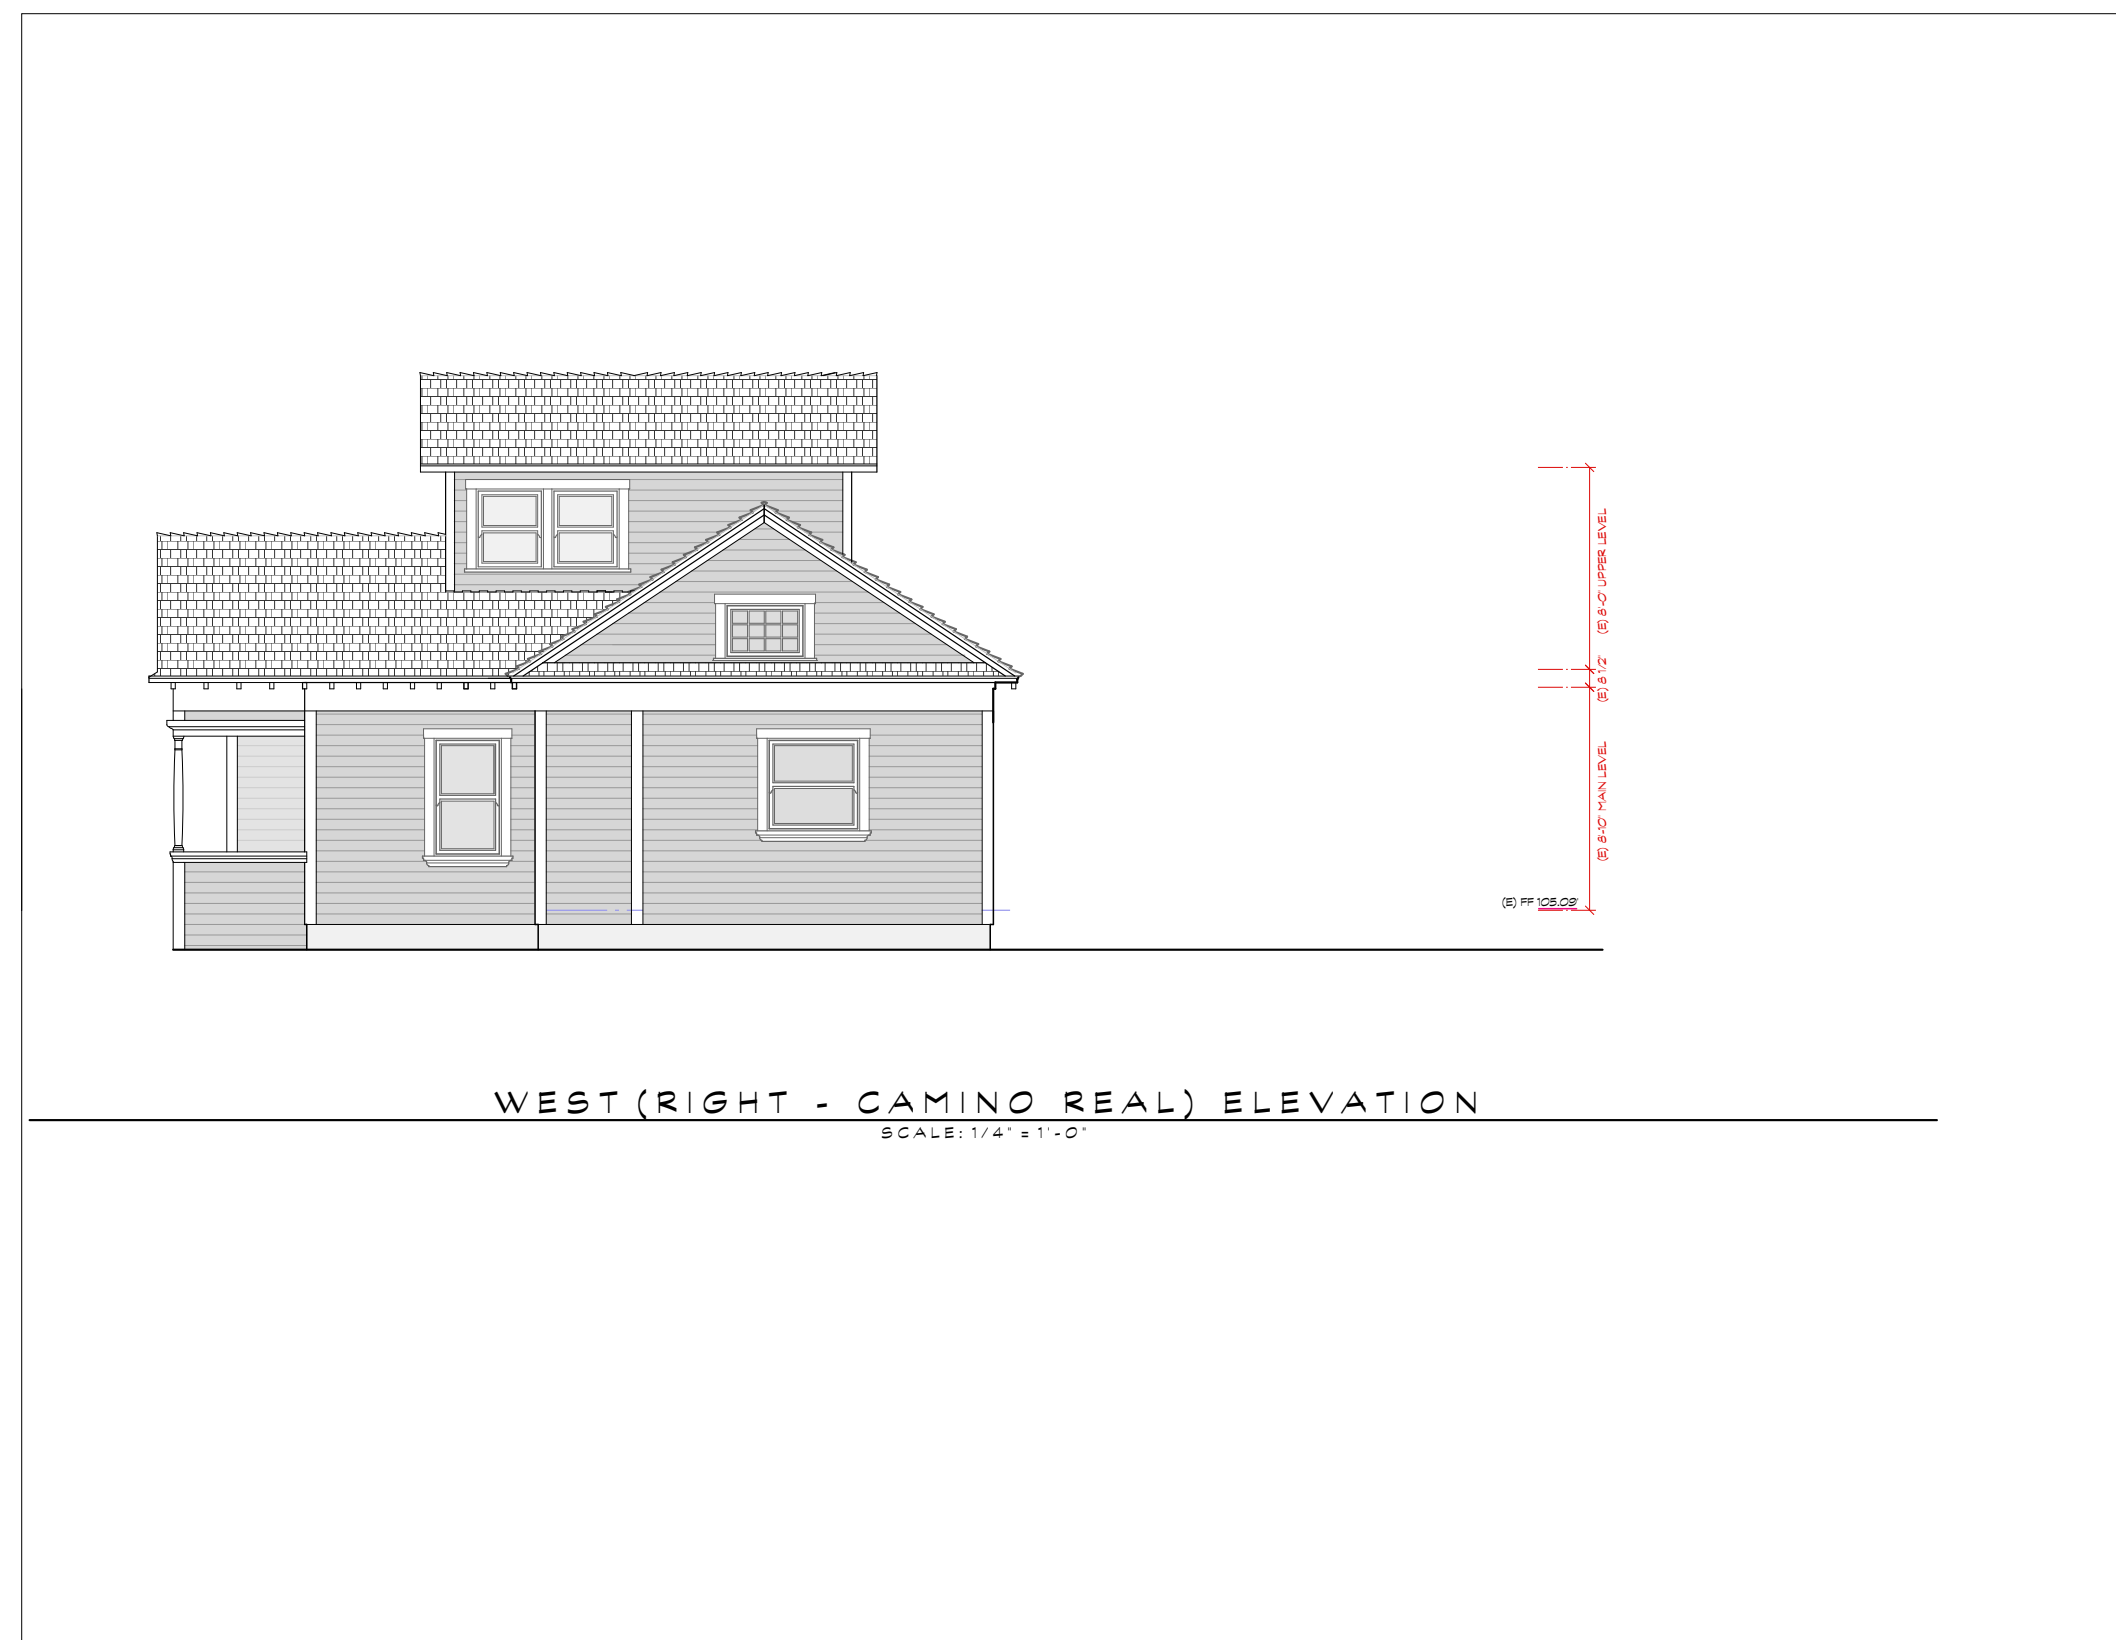 (E) 8'-0" UPPER LEVEL
(E) 8 1/2"
(E) 8'-10" MAIN LEVEL
(E) FF 105.09'
WEST (RIGHT - CAMINO REAL) ELEVATION
SCALE: 1/4" = 1'-0"